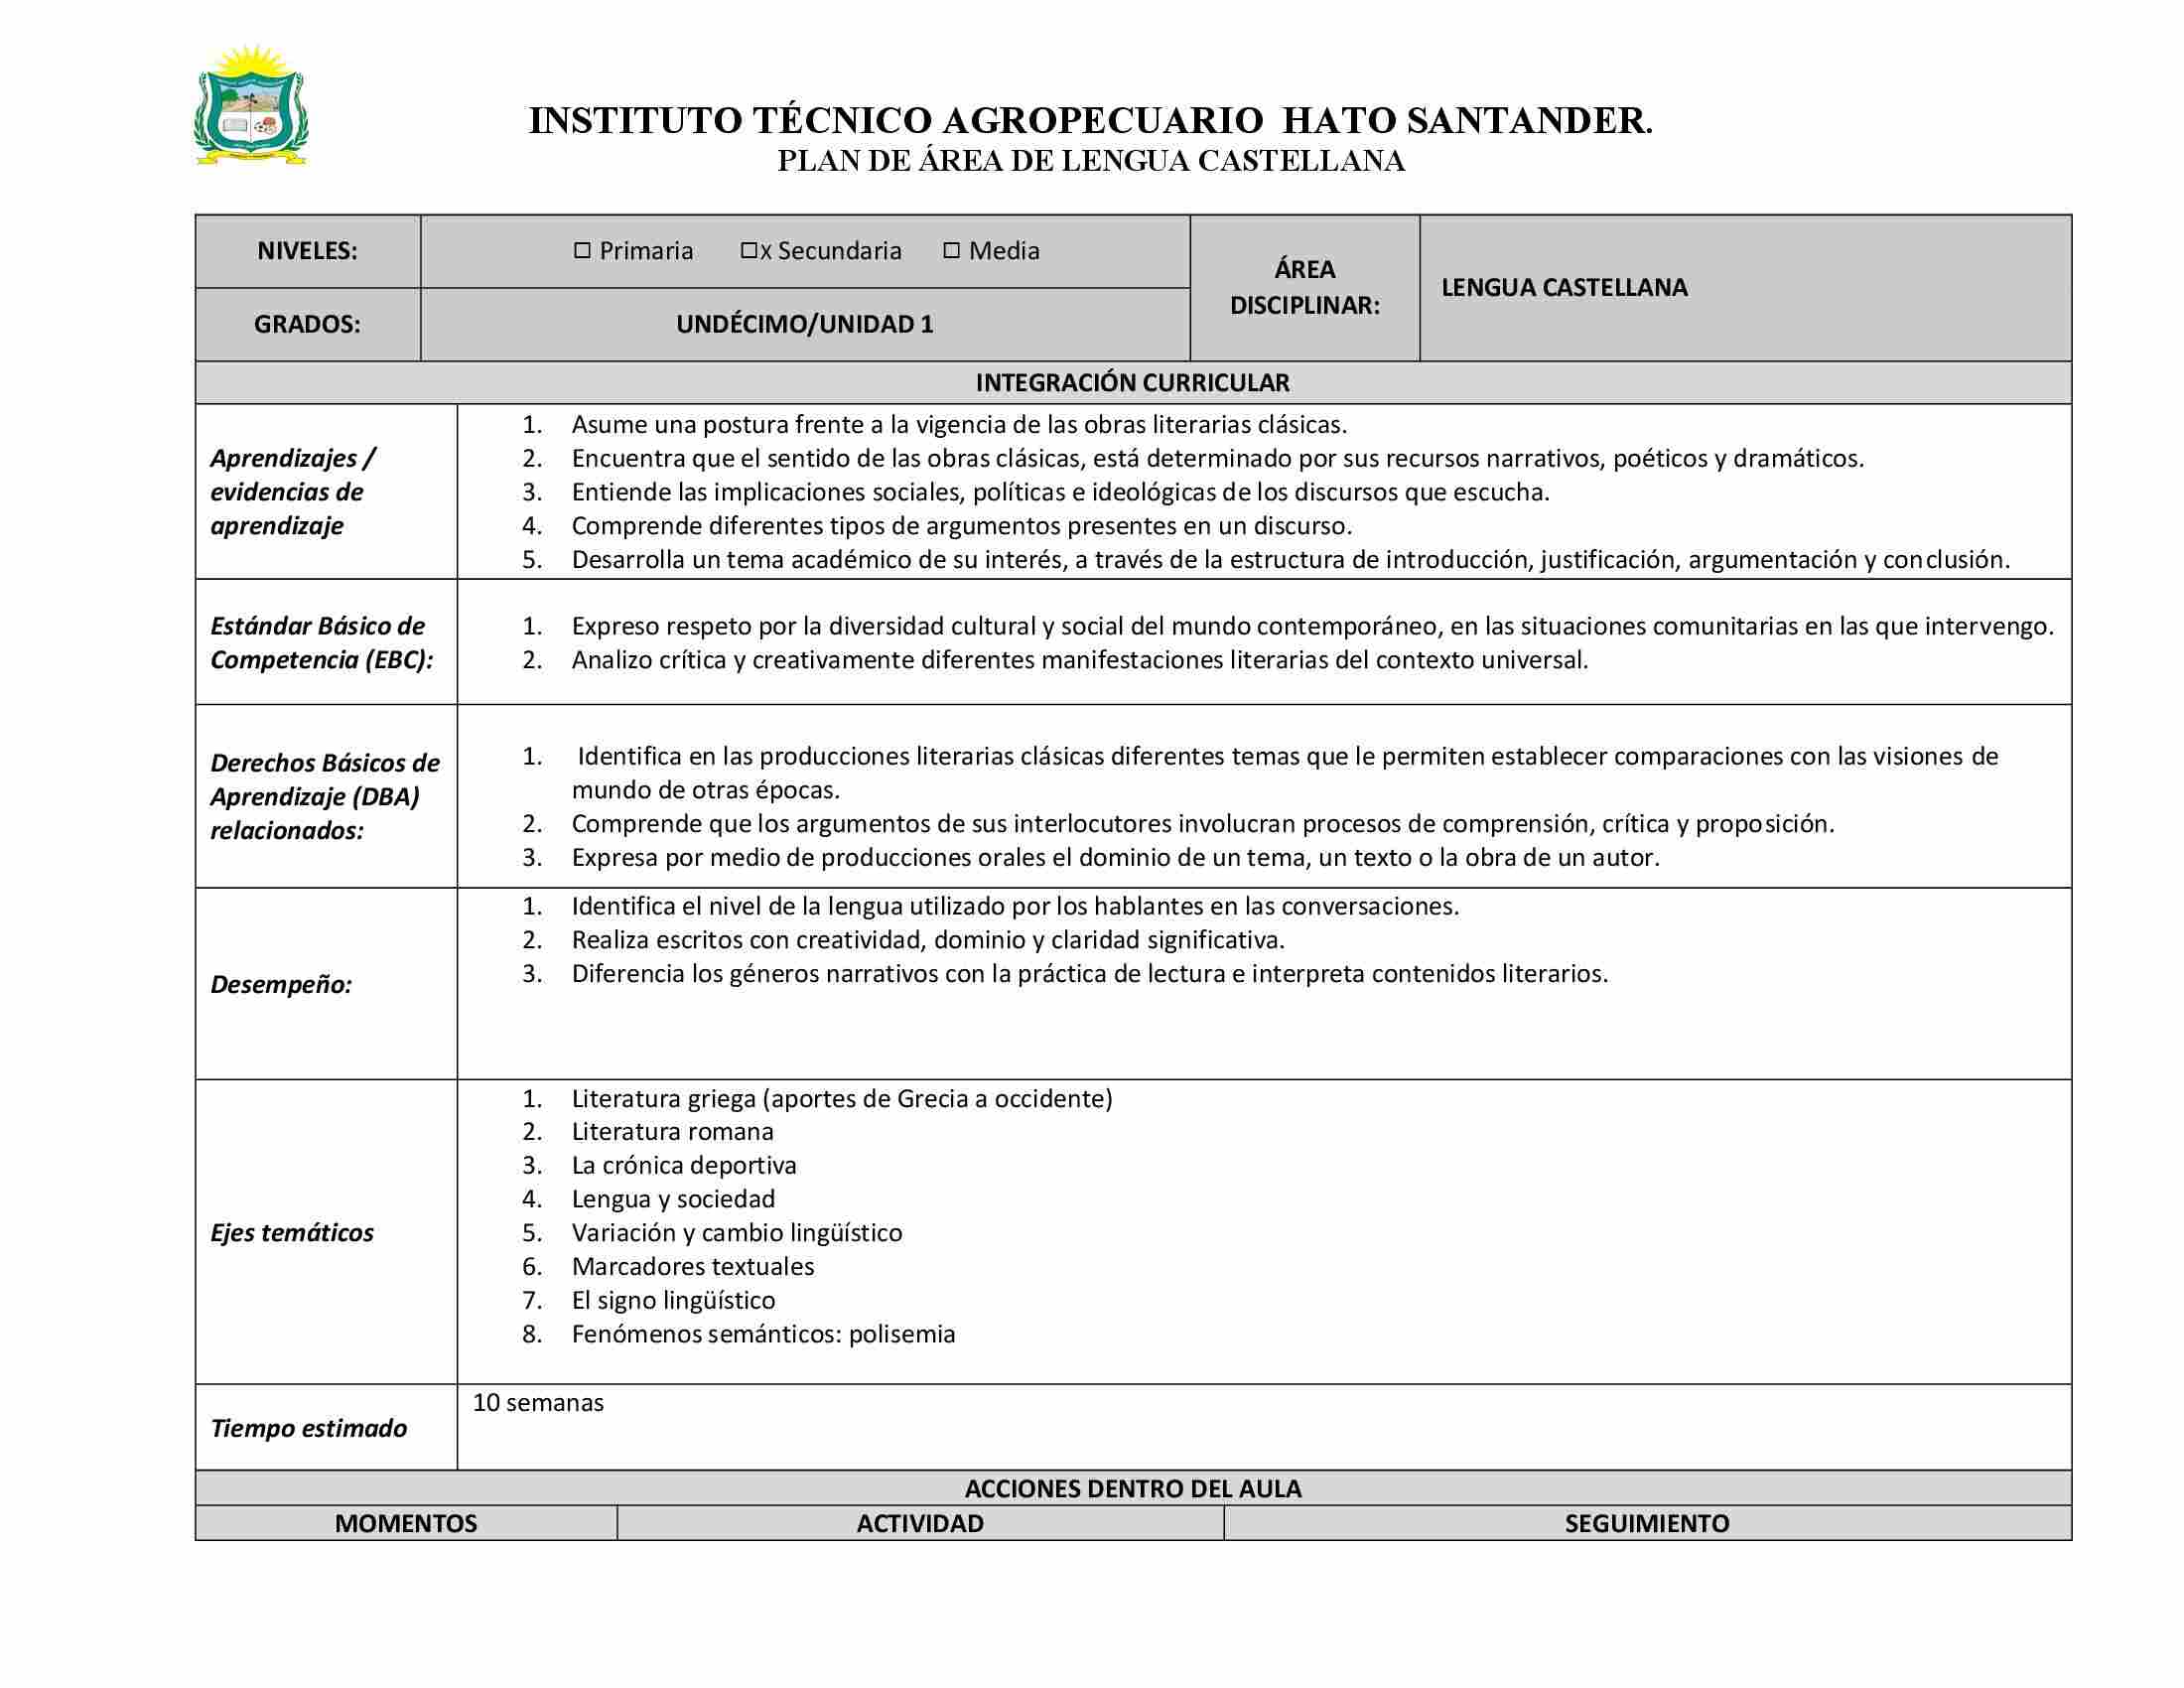 INSTITUTO TÉCNICO AGROPECUARIO HATO SANTANDER.
PLAN DE ÁREA DE LENGUA CASTELLANA
NIVELES:
☐ Primaria ☐x Secundaria ☐ Media
ÁREA
DISCIPLINAR:
LENGUA CASTELLANA
GRADOS:
UNDÉCIMO/UNIDAD 1
INTEGRACIÓN CURRICULAR
Aprendizajes /
evidencias de
aprendizaje
1. Asume una postura frente a la vigencia de las obras literarias clásicas.
2. Encuentra que el sentido de las obras clásicas, está determinado por sus recursos narrativos, poéticos y dramáticos.
3. Entiende las implicaciones sociales, políticas e ideológicas de los discursos que escucha.
4. Comprende diferentes tipos de argumentos presentes en un discurso.
5. Desarrolla un tema académico de su interés, a través de la estructura de introducción, justificación, argumentación y conclusión.
Estándar Básico de
Competencia (EBC):
1. Expreso respeto por la diversidad cultural y social del mundo contemporáneo, en las situaciones comunitarias en las que intervengo.
2. Analizo crítica y creativamente diferentes manifestaciones literarias del contexto universal.
Derechos Básicos de
Aprendizaje (DBA)
relacionados:
1. Identifica en las producciones literarias clásicas diferentes temas que le permiten establecer comparaciones con las visiones de
mundo de otras épocas.
2. Comprende que los argumentos de sus interlocutores involucran procesos de comprensión, crítica y proposición.
3. Expresa por medio de producciones orales el dominio de un tema, un texto o la obra de un autor.
Desempeño:
1. Identifica el nivel de la lengua utilizado por los hablantes en las conversaciones.
2. Realiza escritos con creatividad, dominio y claridad significativa.
3. Diferencia los géneros narrativos con la práctica de lectura e interpreta contenidos literarios.
Ejes temáticos
1. Literatura griega (aportes de Grecia a occidente)
2. Literatura romana
3. La crónica deportiva
4. Lengua y sociedad
5. Variación y cambio lingüístico
6. Marcadores textuales
7. El signo lingüístico
8. Fenómenos semánticos: polisemia
Tiempo estimado
10 semanas
ACCIONES DENTRO DEL AULA
MOMENTOS
ACTIVIDAD
SEGUIMIENTO